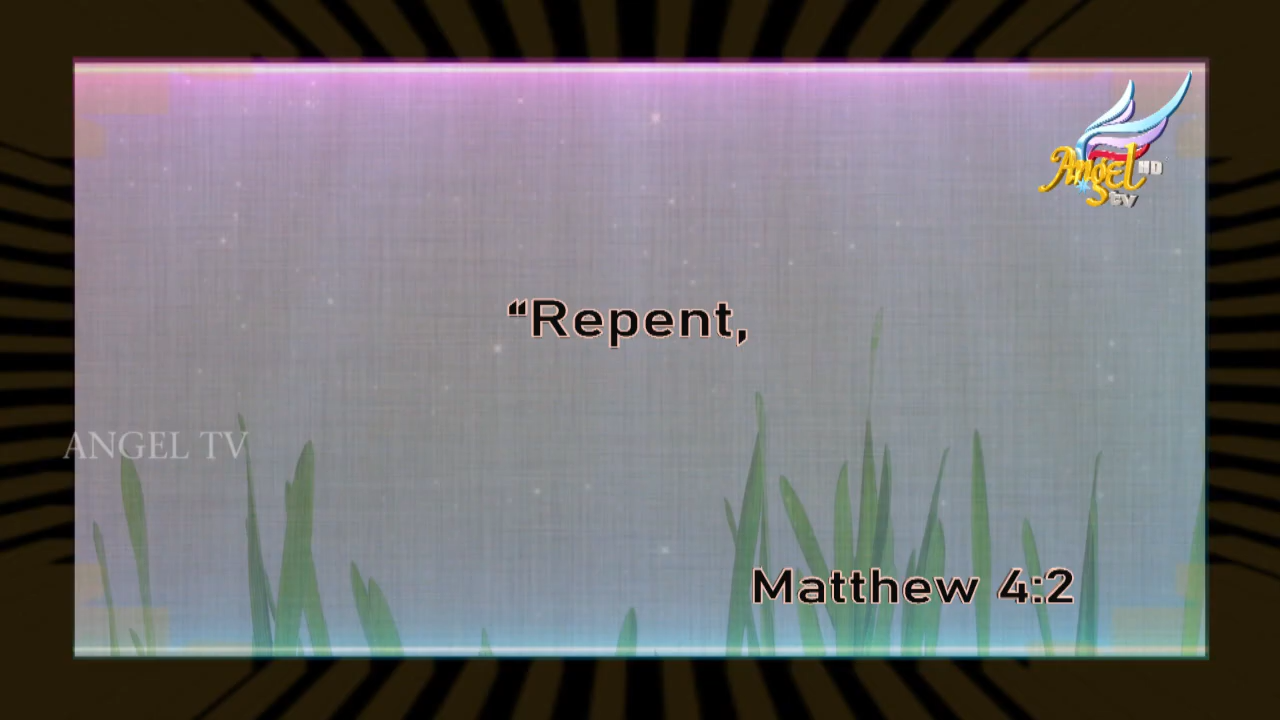 Angel HD
tv
“Repent,
ANGEL TV
Matthew 4:2